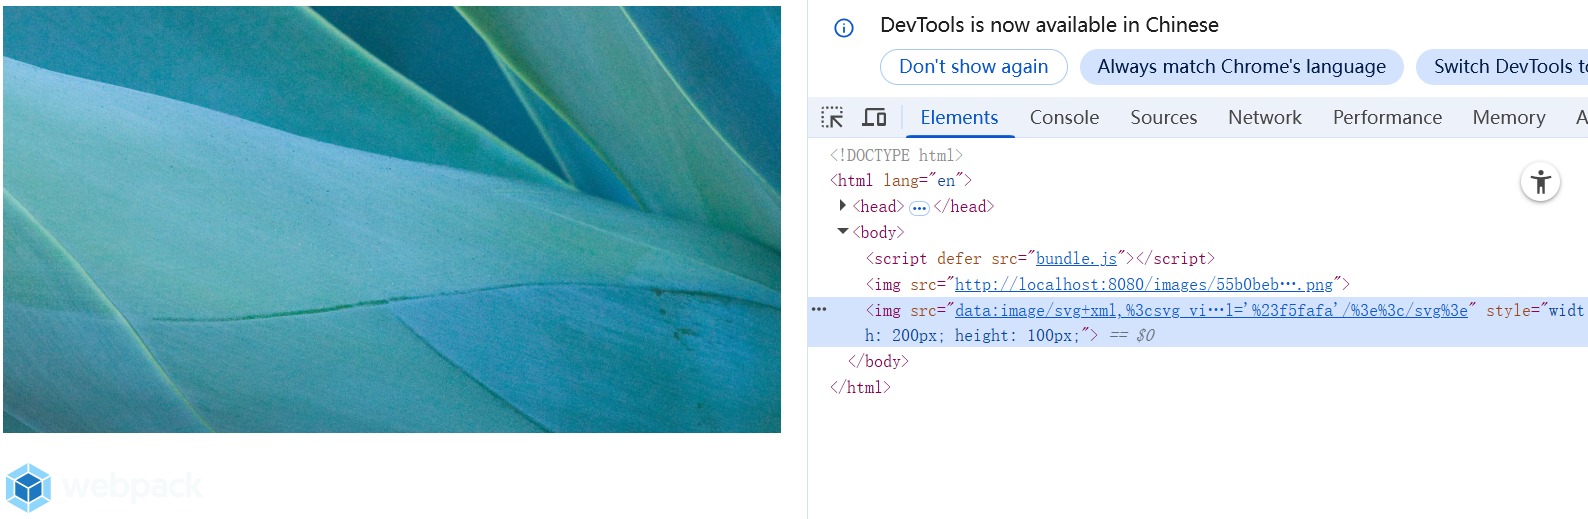 DevTools is now available in Chinese
Don't show again Always match Chrome's language Switch DevTools to
Elements Console Sources Network Performance Memory A
<!DOCTYPE html>
<html lang="en">
<head> ··· </head>
<body>
<script defer src="bundle.js"></script>
<img src="http://localhost:8080/images/55b0beb….png">
··· <img src="data:image/svg+xml,%3csvg vi…l='%23f5fafa'/%3e%3c/svg%3e" style="widt
h: 200px; height: 100px;"> == $0
</body>
</html>
webpack